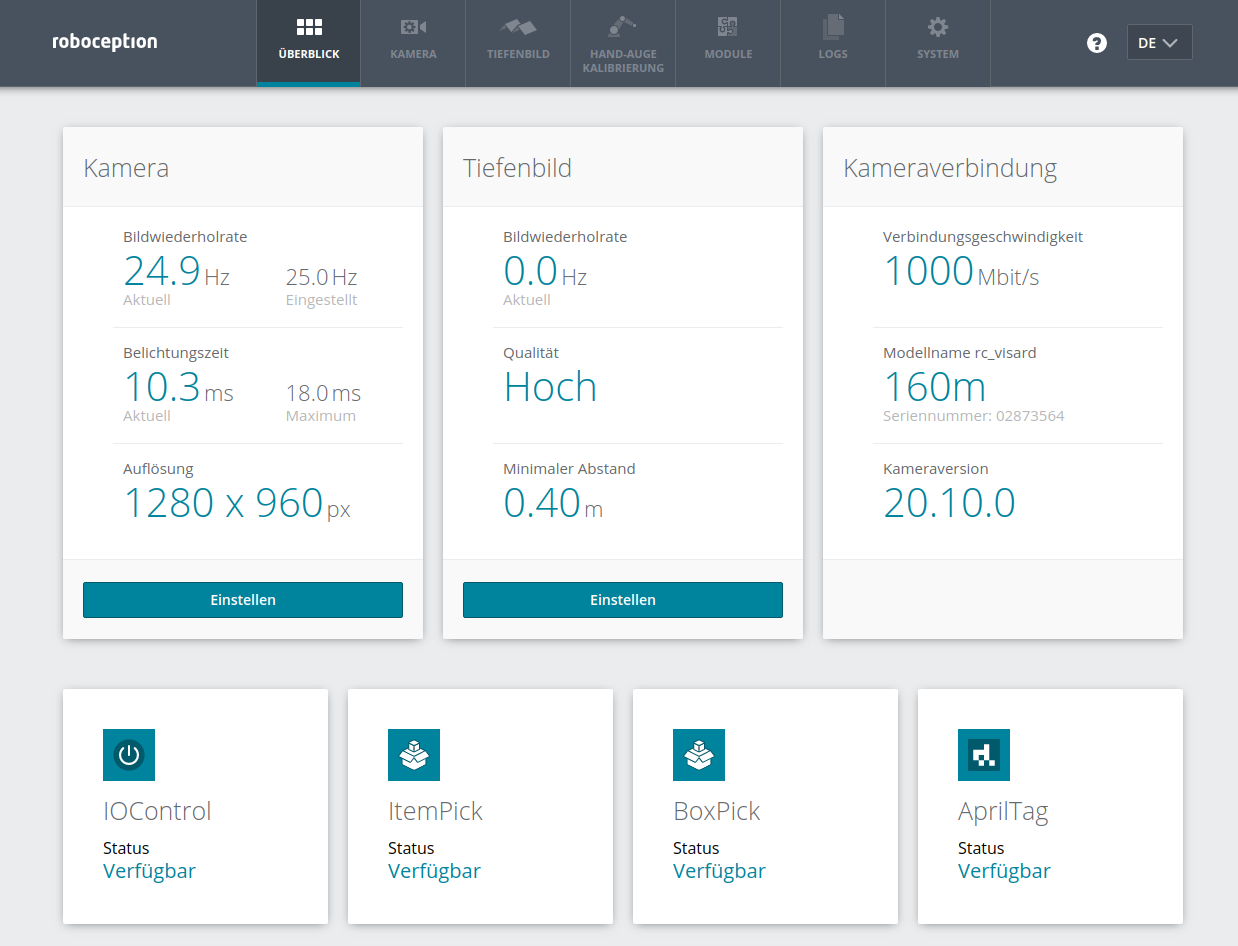 roboception
ÜBERBLICK
KAMERA
TIEFENBILD
HAND-AUGE
KALIBRIERUNG
MODULE
LOGS
SYSTEM
?
DE
Kamera
Bildwiederholrate
24.9 Hz
25.0 Hz
Aktuell
Eingestellt
Belichtungszeit
10.3 ms
18.0 ms
Aktuell
Maximum
Auflösung
1280 x 960 px
Einstellen
Tiefenbild
Bildwiederholrate
0.0 Hz
Aktuell
Qualität
Hoch
Minimaler Abstand
0.40 m
Einstellen
Kameraverbindung
Verbindungsgeschwindigkeit
1000 Mbit/s
Modellname rc_visard
160m
Seriennummer: 02873564
Kameraversion
20.10.0
IOControl
Status
Verfügbar
ItemPick
Status
Verfügbar
BoxPick
Status
Verfügbar
AprilTag
Status
Verfügbar